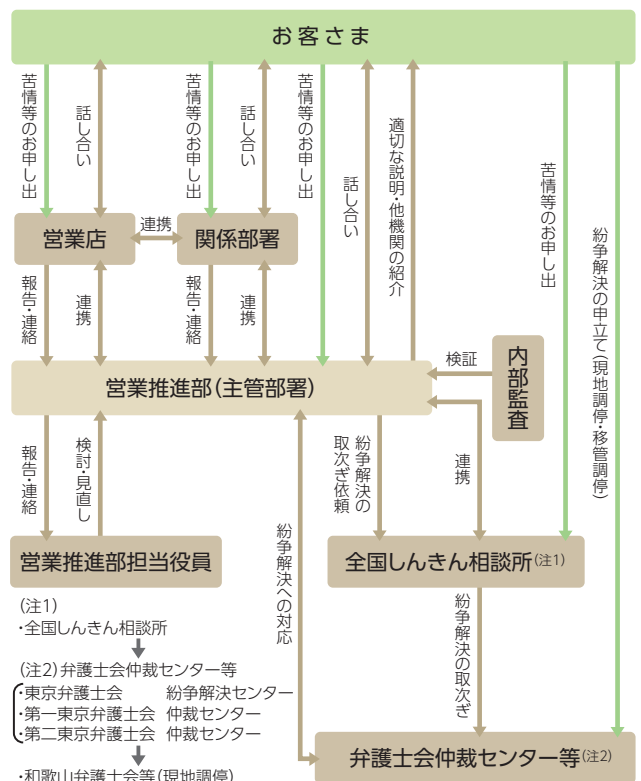 お客さま
苦情等のお申し出
話し合い
苦情等のお申し出
話し合い
苦情等のお申し出
話し合い
適切な説明・他機関の紹介
苦情等のお申し出
紛争解決の申立て(現地調停・移管調停)
営業店
連携
関係部署
報告・連絡
連携
報告・連絡
連携
営業推進部(主管部署)
検証
内部監査
報告・連絡
検討・見直し
紛争解決への対応
紛争解決の
取次ぎ依頼
連携
営業推進部担当役員
全国しんきん相談所(注1)
紛争解決の取次ぎ
弁護士会仲裁センター等(注2)
(注1)
・全国しんきん相談所
(注2)弁護士会仲裁センター等
・東京弁護士会 紛争解決センター
・第一東京弁護士会 仲裁センター
・第二東京弁護士会 仲裁センター
・和歌山弁護士会等(現地調停)